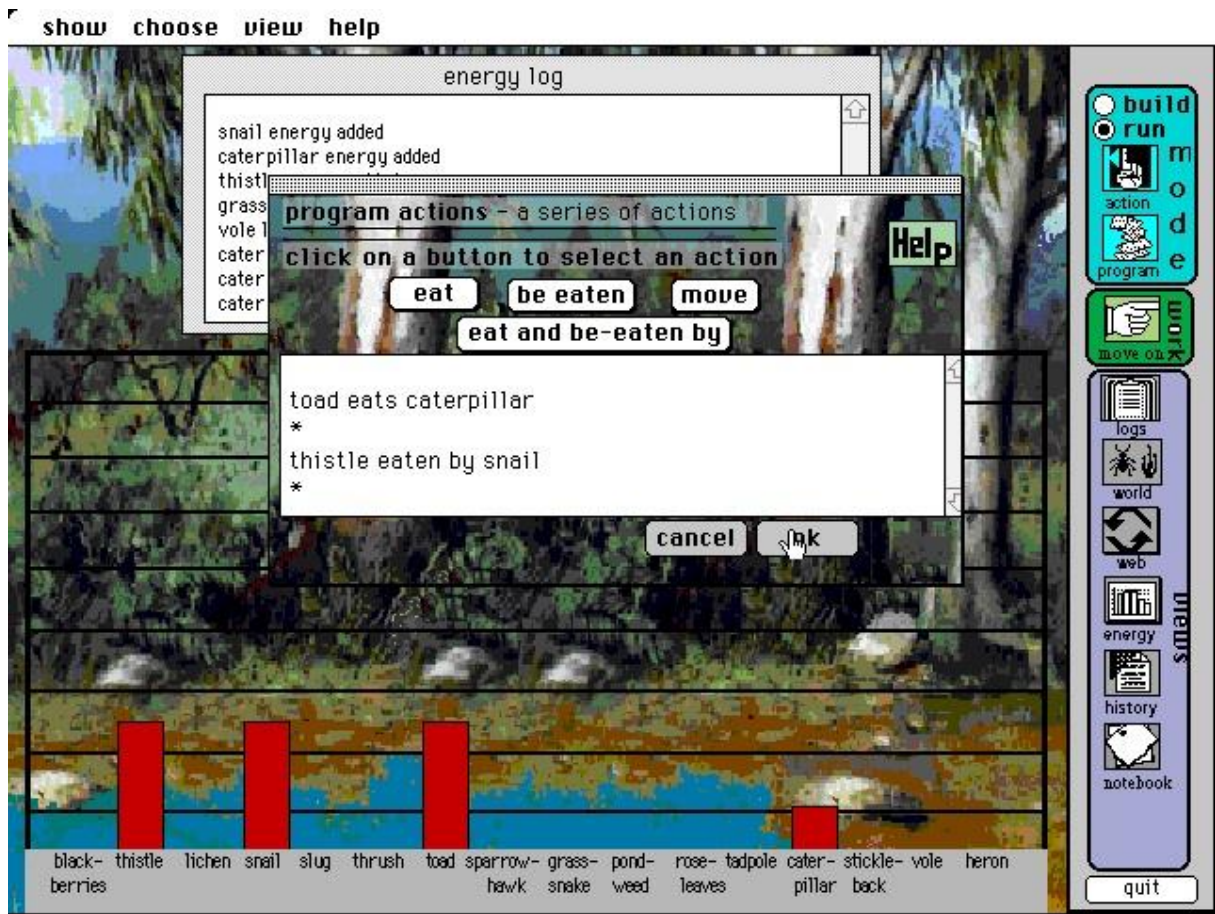 show choose view help
energy log
snail energy added
caterpillar energy added
thistl
grass
vole l
cater
cater
cater
program actions - a series of actions
click on a button to select an action
Help
eat be eaten move
eat and be-eaten by
toad eats caterpillar
*
thistle eaten by snail
*
cancel ok
build
run
mode
action
program
work
move on
views
logs
world
web
energy
history
notebook
quit
black- thistle lichen snail slug thrush toad sparrow- grass- pond- rose- tadpole cater- stickle- vole heron
berries hawk snake weed leaves pillar back